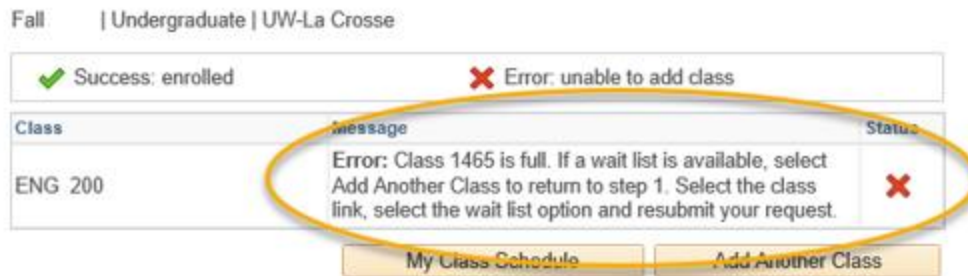 Fall | Undergraduate | UW-La Crosse
Success: enrolled Error: unable to add class
Class Message Status
Error: Class 1465 is full. If a wait list is available, select
ENG 200 Add Another Class to return to step 1. Select the class
link, select the wait list option and resubmit your request.
My Class Schedule Add Another Class